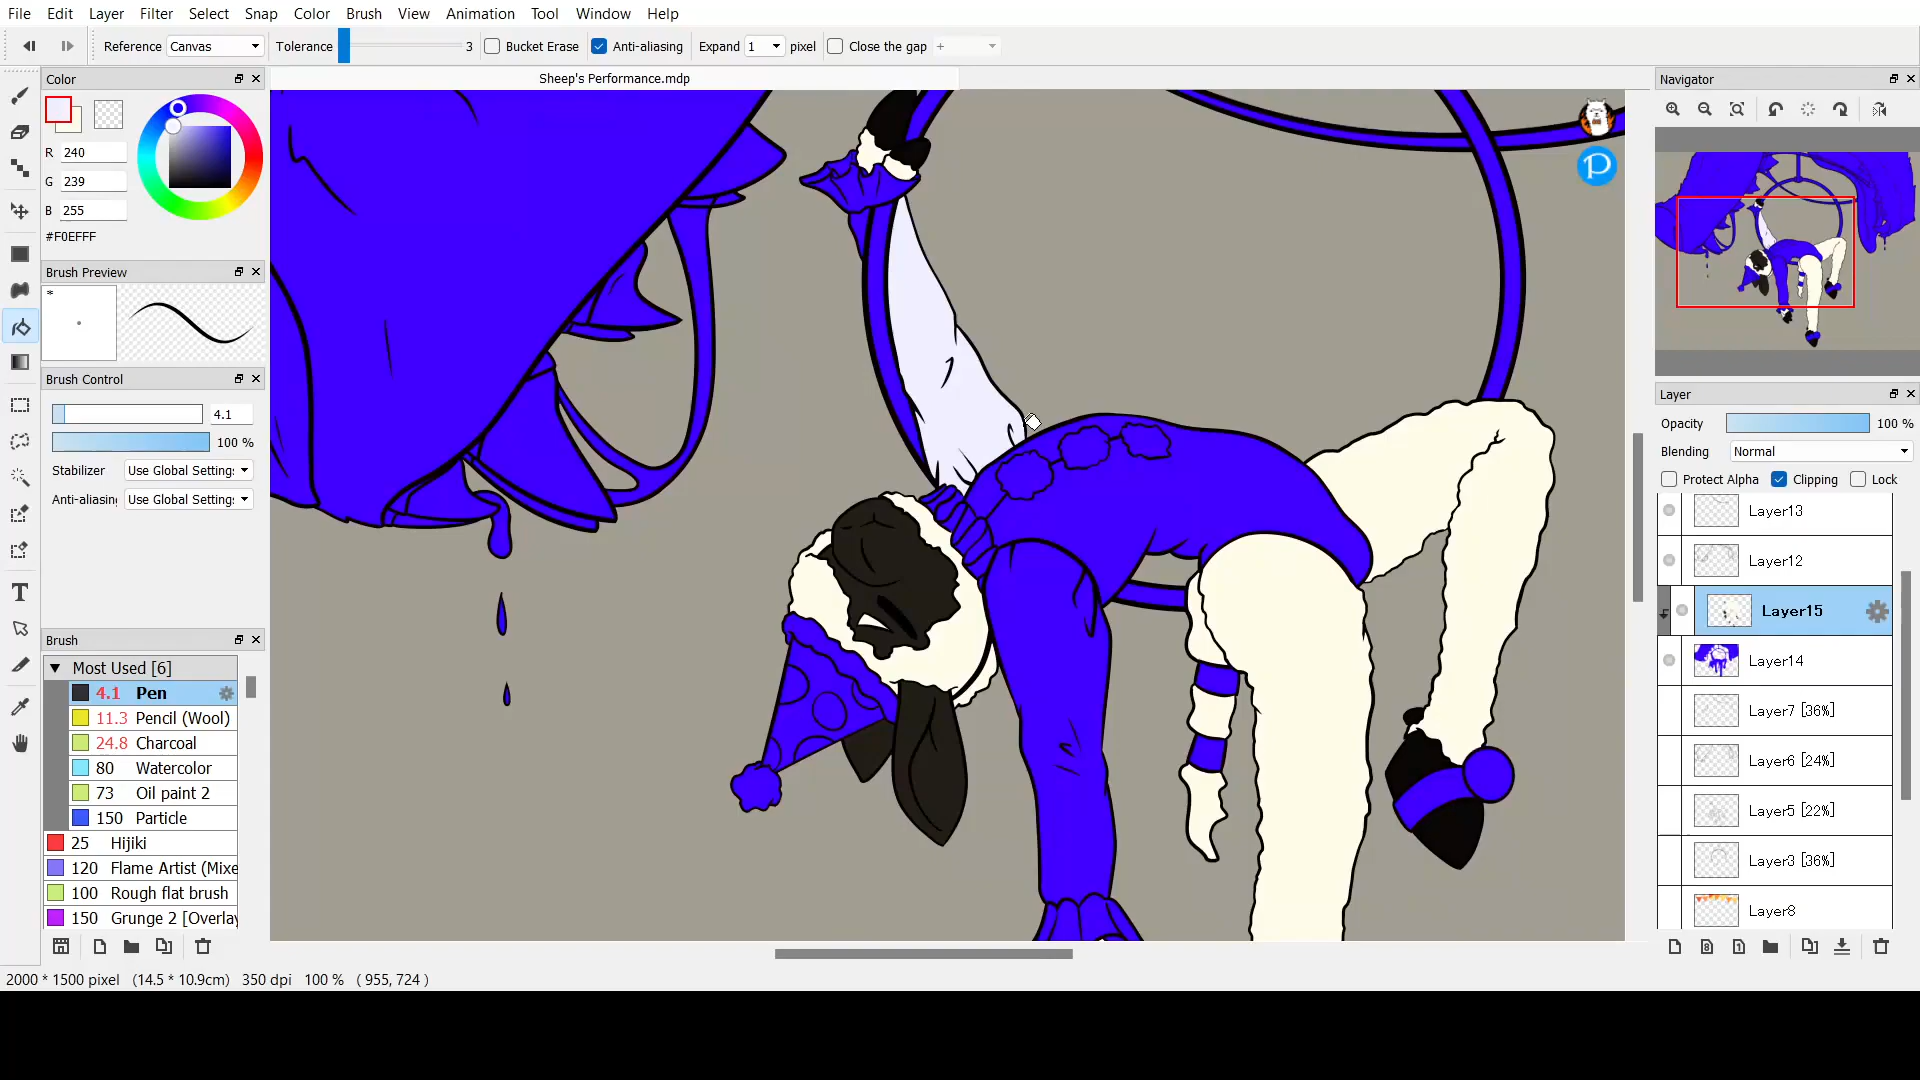 File Edit Layer Filter Select Snap Color Brush View Animation Tool Window Help
Reference Canvas Tolerance 3 Bucket Erase Anti-aliasing Expand 1 pixel Close the gap +
Color
Sheep's Performance.mdp
Navigator
R 240
G 239
B 255
#F0EFFF
Brush Preview
*
Brush Control
4.1
100 %
Stabilizer Use Global Setting:
Anti-aliasing Use Global Setting:
Brush
Most Used [6]
4.1 Pen
11.3 Pencil (Wool)
24.8 Charcoal
80 Watercolor
73 Oil paint 2
150 Particle
25 Hijiki
120 Flame Artist (Mixe
100 Rough flat brush
150 Grunge 2 [Overlay
P
Layer
Opacity 100 %
Blending Normal
Protect Alpha Clipping Lock
Layer13
Layer12
Layer15
Layer14
Layer7 [36%]
Layer6 [24%]
Layer5 [22%]
Layer3 [36%]
Layer8
2000 * 1500 pixel (14.5 * 10.9cm) 350 dpi 100 % ( 955, 724 )